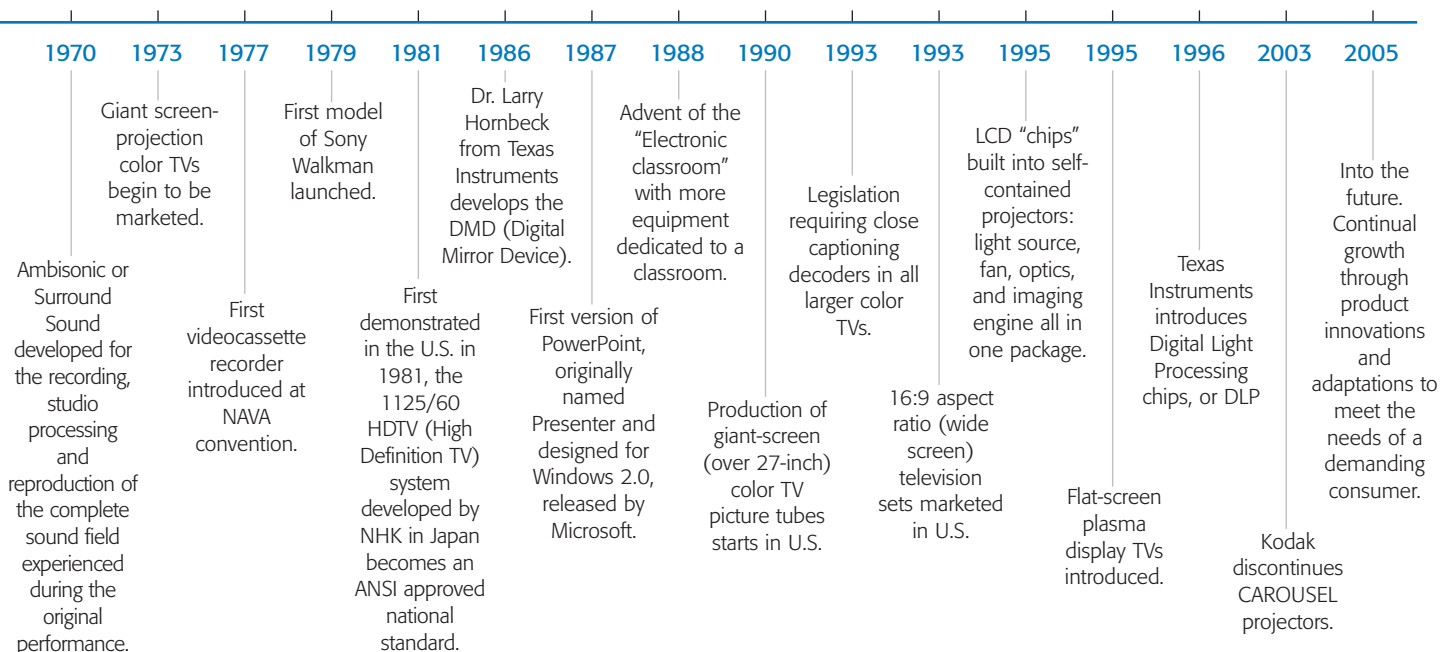 1970 1973 1977 1979 1981 1986 1987 1988 1990 1993 1993 1995 1995 1996 2003 2005
Ambisonic or
Surround
Sound
developed for
the recording,
studio
processing
and
reproduction of
the complete
sound field
experienced
during the
original
performance.
Giant screen-
projection
color TVs
begin to be
marketed.
First
videocassette
recorder
introduced at
NAVA
convention.
First model
of Sony
Walkman
launched.
First
demonstrated
in the U.S. in
1981, the
1125/60
HDTV (High
Definition TV)
system
developed by
NHK in Japan
becomes an
ANSI approved
national
standard.
Dr. Larry
Hornbeck
from Texas
Instruments
develops the
DMD (Digital
Mirror Device).
First version of
PowerPoint,
originally
named
Presenter and
designed for
Windows 2.0,
released by
Microsoft.
Advent of the
“Electronic
classroom”
with more
equipment
dedicated to a
classroom.
Production of
giant-screen
(over 27-inch)
color TV
picture tubes
starts in U.S.
Legislation
requiring close
captioning
decoders in all
larger color
TVs.
16:9 aspect
ratio (wide
screen)
television
sets marketed
in U.S.
LCD “chips”
built into self-
contained
projectors:
light source,
fan, optics,
and imaging
engine all in
one package.
Flat-screen
plasma
display TVs
introduced.
Texas
Instruments
introduces
Digital Light
Processing
chips, or DLP
Kodak
discontinues
CAROUSEL
projectors.
Into the
future.
Continual
growth
through
product
innovations
and
adaptations to
meet the
needs of a
demanding
consumer.